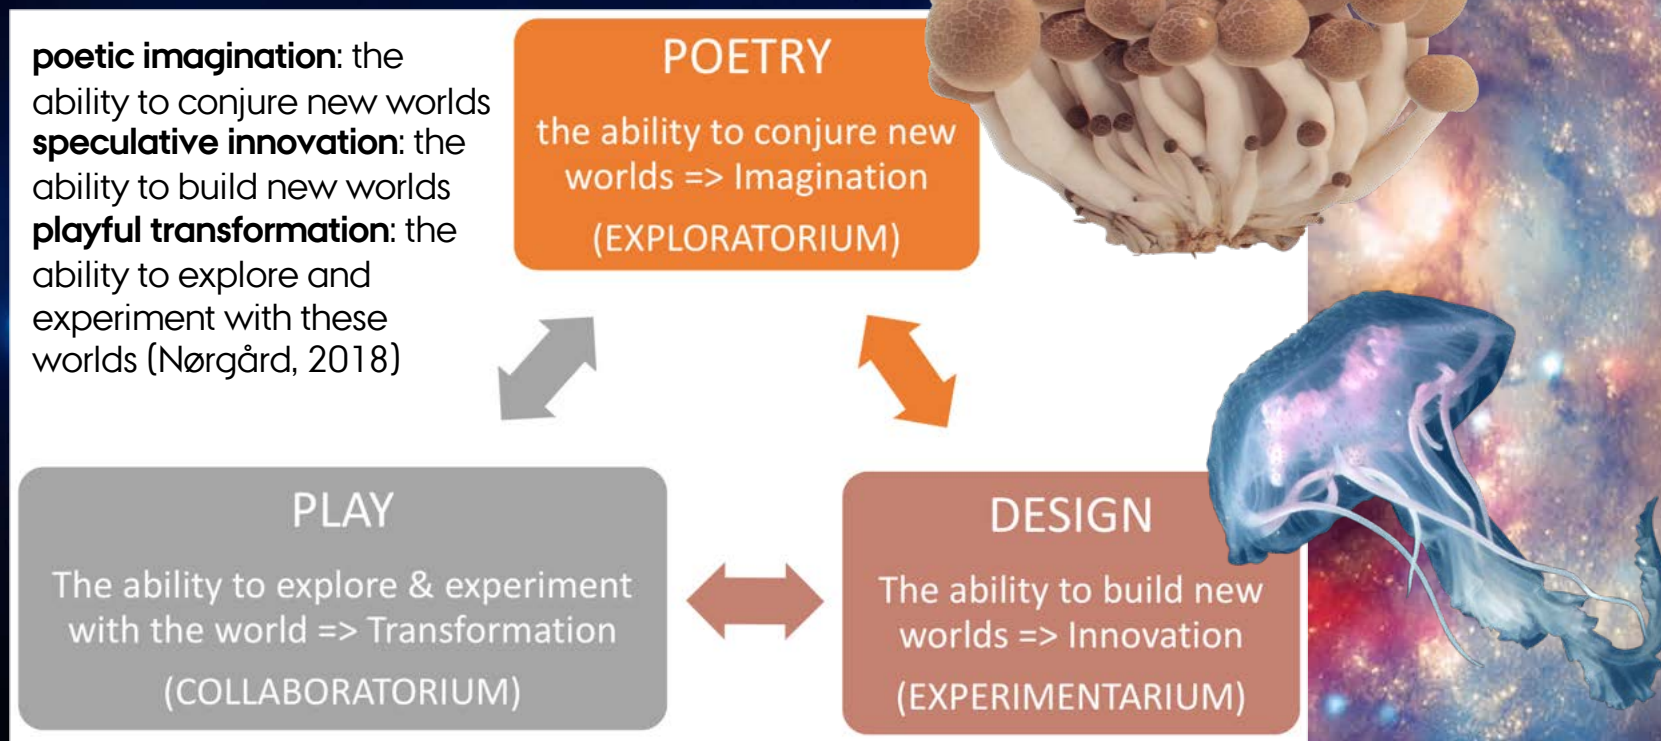 poetic imagination: the
ability to conjure new worlds
speculative innovation: the
ability to build new worlds
playful transformation: the
ability to explore and
experiment with these
worlds (Nørgård, 2018)
POETRY
the ability to conjure new
worlds => Imagination
(EXPLORATORIUM)
PLAY
The ability to explore & experiment
with the world => Transformation
(COLLABORATORIUM)
DESIGN
The ability to build new
worlds => Innovation
(EXPERIMENTARIUM)